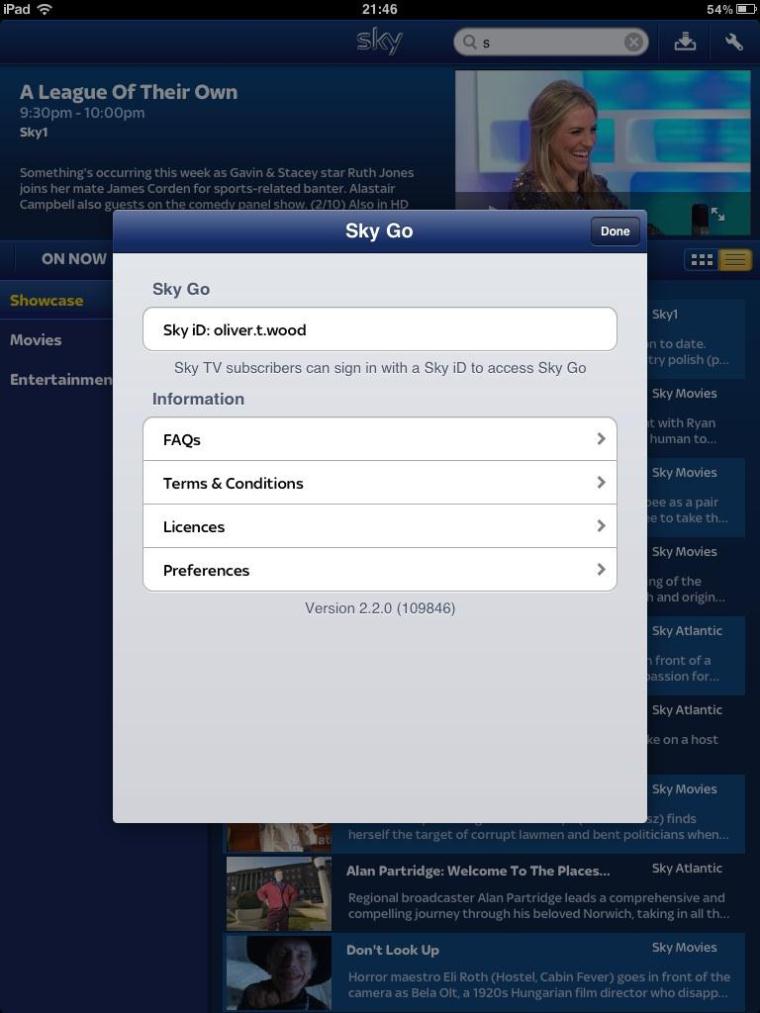 iPad 21:46 54%
sky
s
A League Of Their Own
9:30pm - 10:00pm
Sky1
Something's occurring this week as Gavin & Stacey star Ruth Jones
joins her mate James Corden for sports-related banter. Alastair
Campbell also guests on the comedy panel show. (2/10) Also in HD
Sky Go
Done
ON NOW
Showcase
Movies
Entertainmen
Sky Go
Sky iD: oliver.t.wood
Sky TV subscribers can sign in with a Sky iD to access Sky Go
Information
FAQs
Terms & Conditions
Licences
Preferences
Version 2.2.0 (109846)
Sky1
to date.
try polish (p...
Sky Movies
t with Ryan
human to...
Sky Movies
as a pair
to take th...
Sky Movies
of the
and origin...
Sky Atlantic
front of a
for...
Sky Atlantic
on a host
Sky Movies
sz) finds
herself the target of corrupt lawmen and bent politicians when...
Alan Partridge: Welcome To The Places...
Sky Atlantic
Regional broadcaster Alan Partridge leads a comprehensive and
compelling journey through his beloved Norwich, taking in all th...
Don't Look Up
Sky Movies
Horror maestro Eli Roth (Hostel, Cabin Fever) goes in front of the
camera as Bela Olt, a 1920s Hungarian film director who disapp...